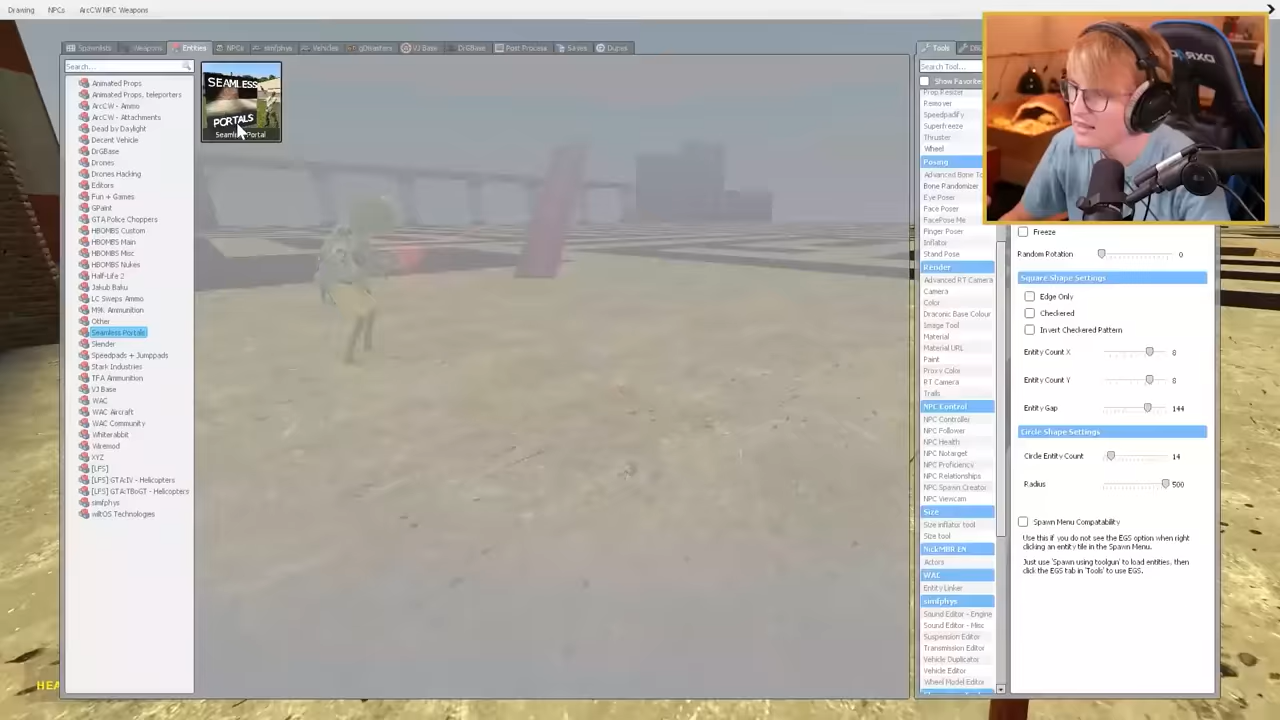 Drawing NPCs ArcCW NPC Weapons
Spawnlists Weapons Entities NPCs simfphys Vehicles gDisasters VJ Base DrGBase Post Process Saves Dupes
Tools
Search...
Search Tool...
Show Favorites
Animated Props
Animated Props, teleporters
ArcCW - Ammo
ArcCW - Attachments
Dead by Daylight
Decent Vehicle
DrGBase
Drones
Drones Hacking
Editors
Fun + Games
GPaint
GTA Police Choppers
HBOMBS Custom
HBOMBS Main
HBOMBS Misc
HBOMBS Nukes
Half-Life 2
Jakub Baku
LC Sweps Ammo
M9K Ammunition
Other
Seamless Portals
Slender
Speedpads + Jumppads
Stark Industries
TFA Ammunition
VJ Base
WAC
WAC Aircraft
WAC Community
Whiterabbit
Wiremod
XYZ
[LFS]
[LFS] GTA:IV - Helicopters
[LFS] GTA:TBoGT - Helicopters
simfphys
wiltOS Technologies
SEAMLESS
PORTALS
Seamless Portal
HEA
Prop Resizer
Remover
Speedpadify
Superfreeze
Thruster
Wheel
Posing
Advanced Bone To
Bone Randomizer
Eye Poser
Face Poser
FacePose Me
Finger Poser
Inflator
Stand Pose
Render
Advanced RT Camera
Camera
Color
Draconic Base Colour
Image Tool
Material
Material URL
Paint
Proxy Color
RT Camera
Trails
NPC Control
NPC Controller
NPC Follower
NPC Health
NPC Notarget
NPC Proficiency
NPC Relationships
NPC Spawn Creator
NPC Viewcam
Size
Size inflator tool
Size tool
NickMBR EN
Actors
WAC
Entity Linker
simfphys
Sound Editor - Engine
Sound Editor - Misc
Suspension Editor
Transmission Editor
Vehicle Duplicator
Vehicle Editor
Wheel Model Editor
Freeze
Random Rotation 0
Square Shape Settings
Edge Only
Checkered
Invert Checkered Pattern
Entity Count X 8
Entity Count Y 8
Entity Gap 144
Circle Shape Settings
Circle Entity Count 14
Radius 500
Spawn Menu Compatability
Use this if you do not see the EGS option when right
clicking an entity tile in the Spawn Menu.
Just use 'Spawn using toolgun' to load entities, then
click the EGS tab in 'Tools' to use EGS.